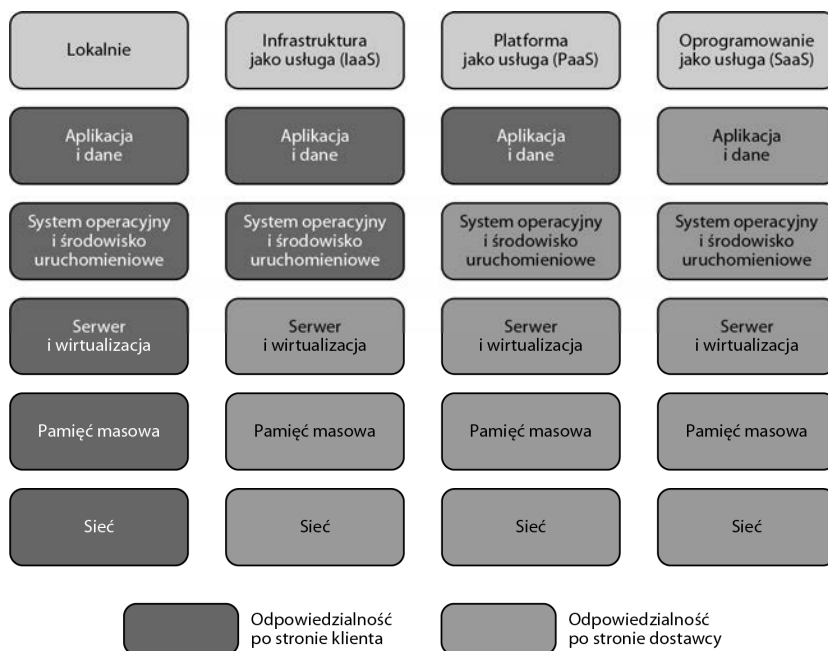 Lokalnie
Infrastruktura
jako usługa (IaaS)
Platforma
jako usługa (PaaS)
Oprogramowanie
jako usługa (SaaS)
Aplikacja
i dane
Aplikacja
i dane
Aplikacja
i dane
Aplikacja
i dane
System operacyjny
i środowisko
uruchomieniowe
System operacyjny
i środowisko
uruchomieniowe
System operacyjny
i środowisko
uruchomieniowe
System operacyjny
i środowisko
uruchomieniowe
Serwer
i wirtualizacja
Serwer
i wirtualizacja
Serwer
i wirtualizacja
Serwer
i wirtualizacja
Pamięć masowa
Pamięć masowa
Pamięć masowa
Pamięć masowa
Sieć
Sieć
Sieć
Sieć
Odpowiedzialność
po stronie klienta
Odpowiedzialność
po stronie dostawcy